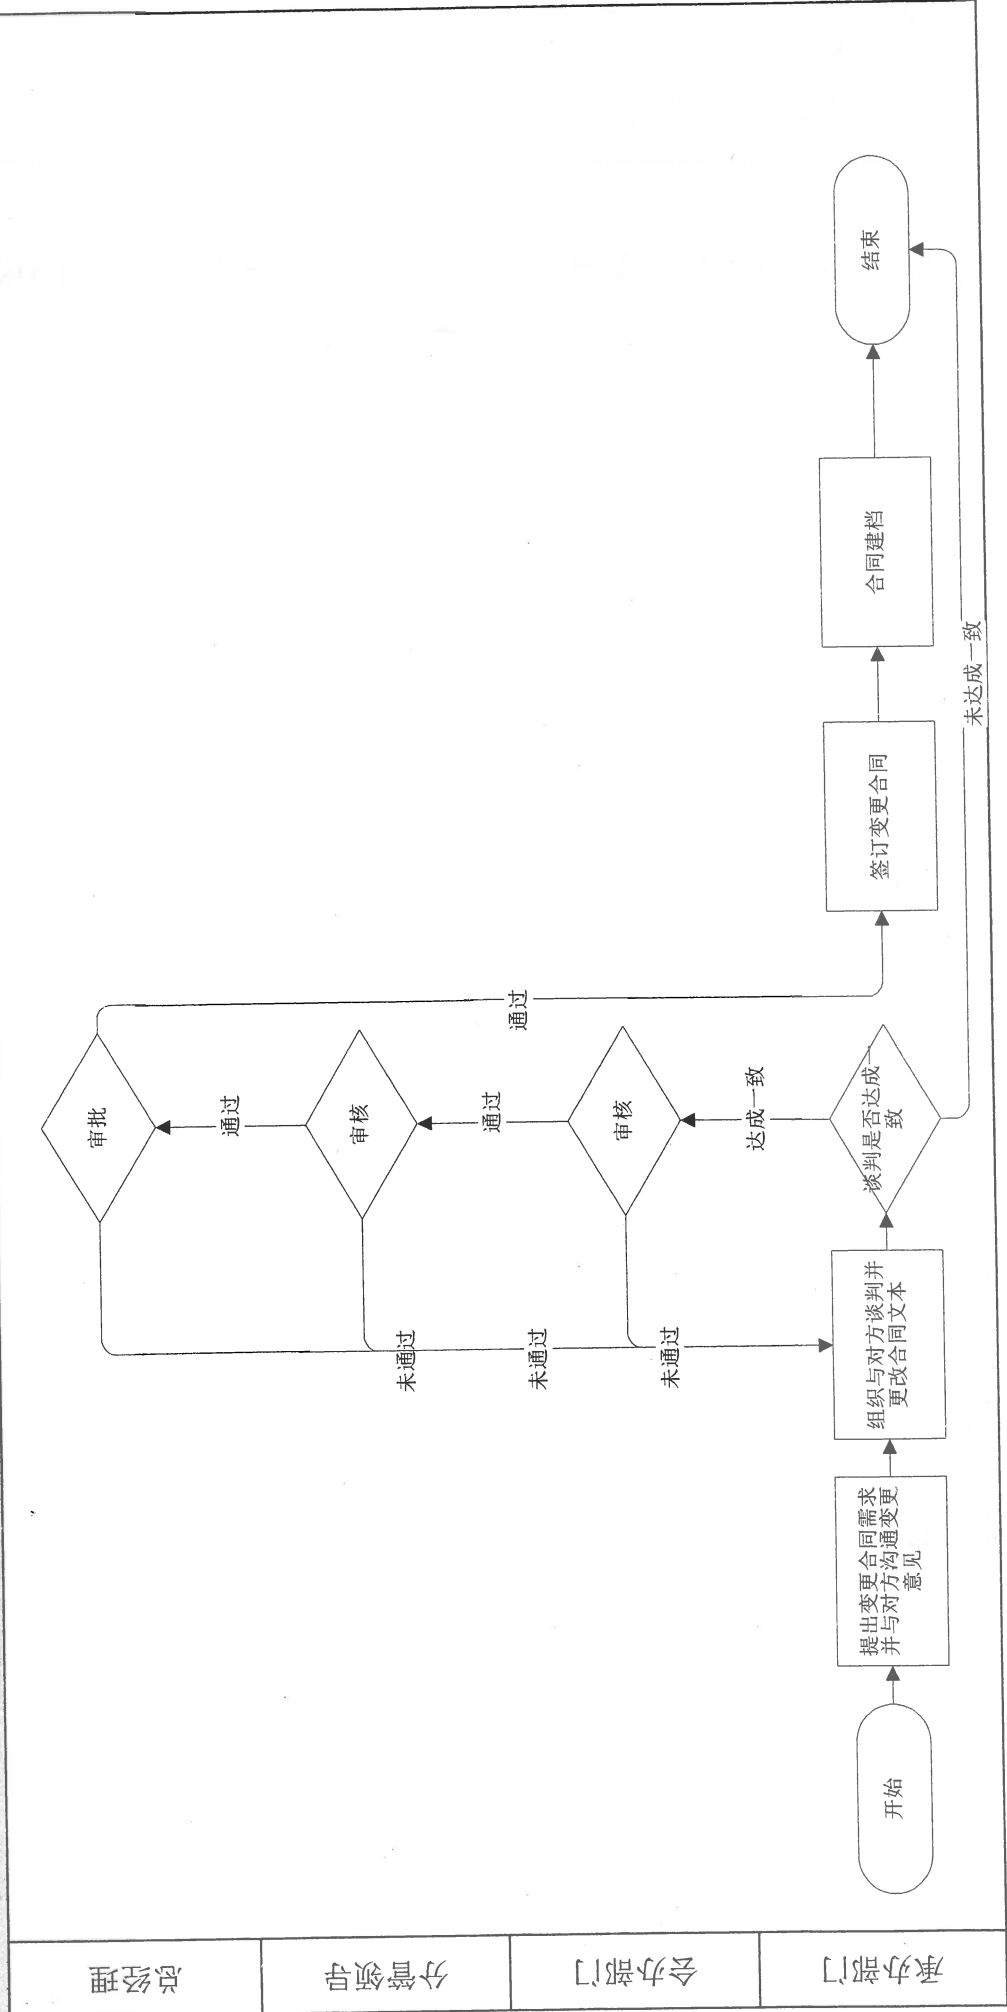 总经理
分管领导
会办部门
承办部门
开始
提出变更合同需求
并与对方沟通变更
意见
组织与对方谈判并
更改合同文本
谈判是否达成一
致
达成一致
未达成一致
审核
通过
未通过
审核
通过
未通过
审批
通过
未通过
签订变更合同
合同建档
结束